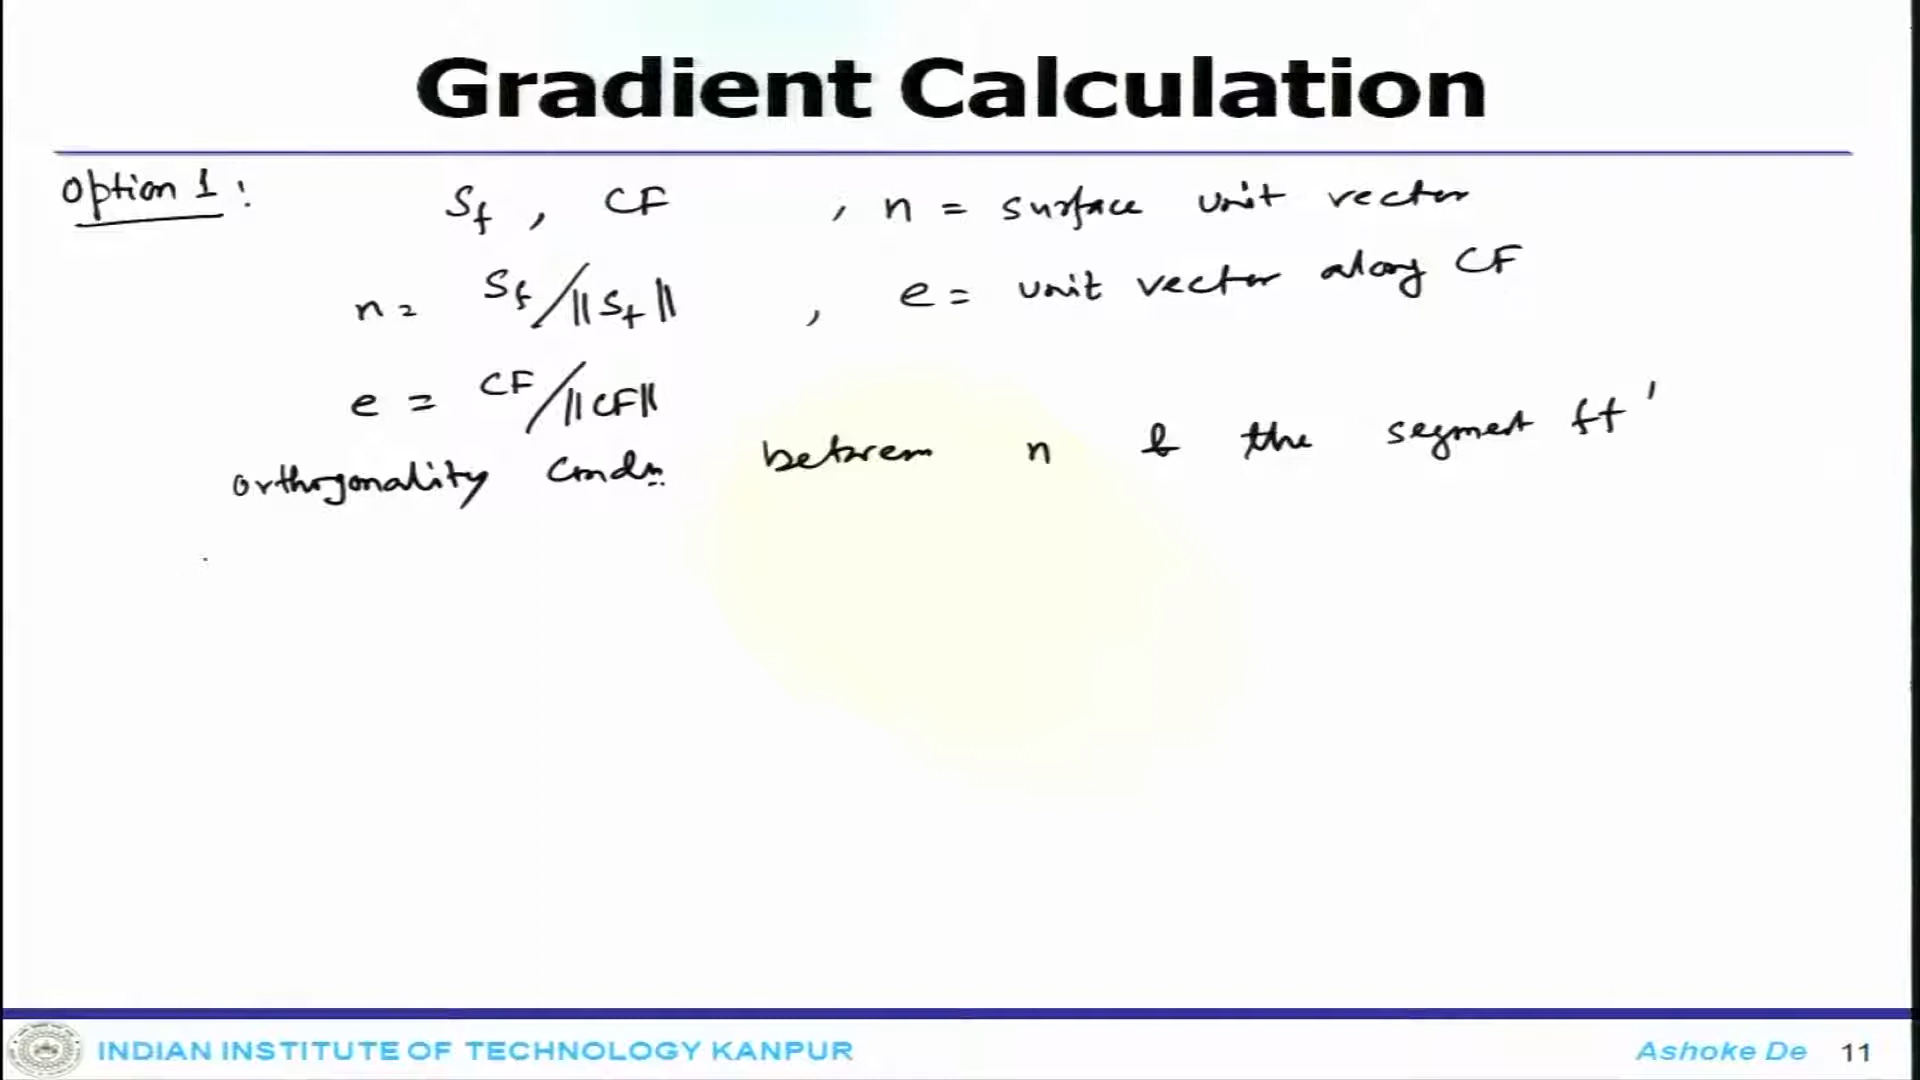 Gradient Calculation
Option 1 :
Sf , CF , n = surface unit vector
n = Sf / ||Sf|| , e = unit vector along CF
e = CF / ||CF||
orthogonality condn between n & the segment ff'
INDIAN INSTITUTE OF TECHNOLOGY KANPUR
Ashoke De 11